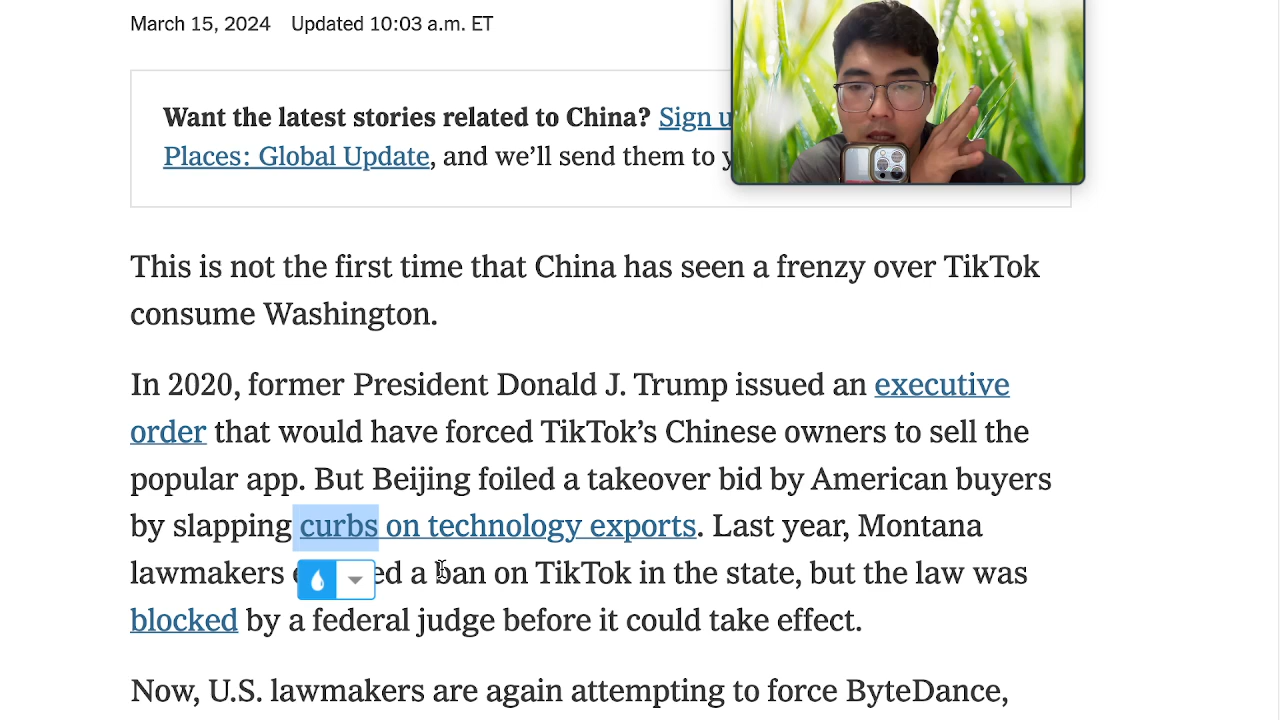 March 15, 2024 Updated 10:03 a.m. ET
Want the latest stories related to China? Sign
Places: Global Update, and we’ll send them to
This is not the first time that China has seen a frenzy over TikTok
consume Washington.
In 2020, former President Donald J. Trump issued an executive
order that would have forced TikTok’s Chinese owners to sell the
popular app. But Beijing foiled a takeover bid by American buyers
by slapping curbs on technology exports. Last year, Montana
lawmakers a ban on TikTok in the state, but the law was
blocked by a federal judge before it could take effect.
Now, U.S. lawmakers are again attempting to force ByteDance,